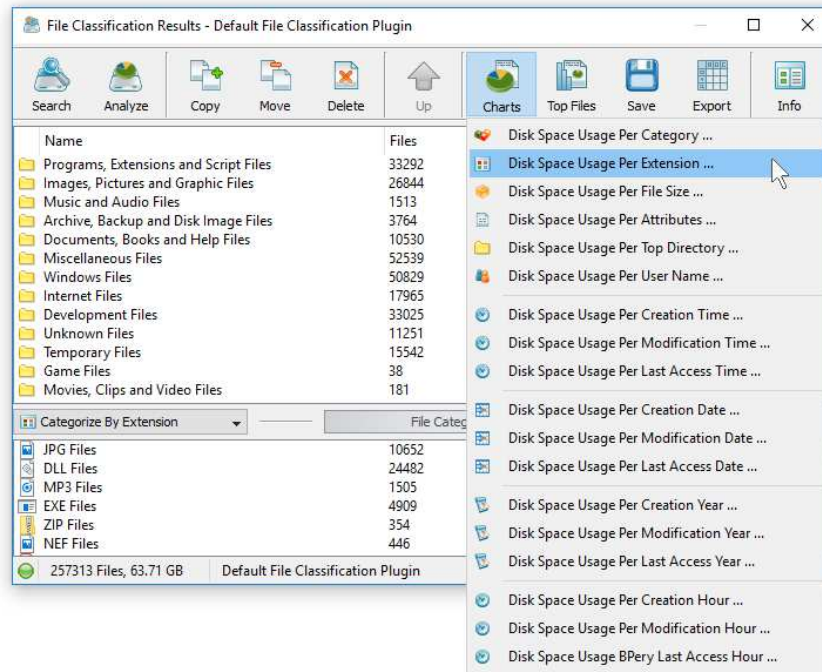 File Classification Results - Default File Classification Plugin
Search Analyze Copy Move Delete Up Charts Top Files Save Export Info
Name Files
Programs, Extensions and Script Files 33292
Images, Pictures and Graphic Files 26844
Music and Audio Files 1513
Archive, Backup and Disk Image Files 3764
Documents, Books and Help Files 10530
Miscellaneous Files 52539
Windows Files 50829
Internet Files 17965
Development Files 33025
Unknown Files 11251
Temporary Files 15542
Game Files 38
Movies, Clips and Video Files 181
Categorize By Extension File Categ
JPG Files 10652
DLL Files 24482
MP3 Files 1505
EXE Files 4909
ZIP Files 354
NEF Files 446
257313 Files, 63.71 GB Default File Classification Plugin
Disk Space Usage Per Category ...
Disk Space Usage Per Extension ...
Disk Space Usage Per File Size ...
Disk Space Usage Per Attributes ...
Disk Space Usage Per Top Directory ...
Disk Space Usage Per User Name ...
Disk Space Usage Per Creation Time ...
Disk Space Usage Per Modification Time ...
Disk Space Usage Per Last Access Time ...
Disk Space Usage Per Creation Date ...
Disk Space Usage Per Modification Date ...
Disk Space Usage Per Last Access Date ...
Disk Space Usage Per Creation Year ...
Disk Space Usage Per Modification Year ...
Disk Space Usage Per Last Access Year ...
Disk Space Usage Per Creation Hour ...
Disk Space Usage Per Modification Hour ...
Disk Space Usage BPery Last Access Hour ...